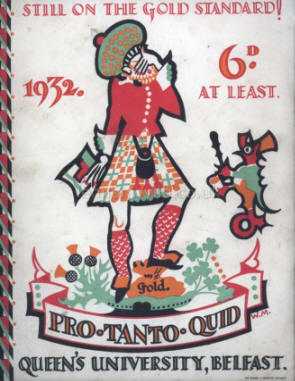 STILL ON THE GOLD STANDARD!
1932.
6D
AT LEAST.
Gold.
PRO·TANTO·QUID
W.M.
QUEEN'S UNIVERSITY, BELFAST.